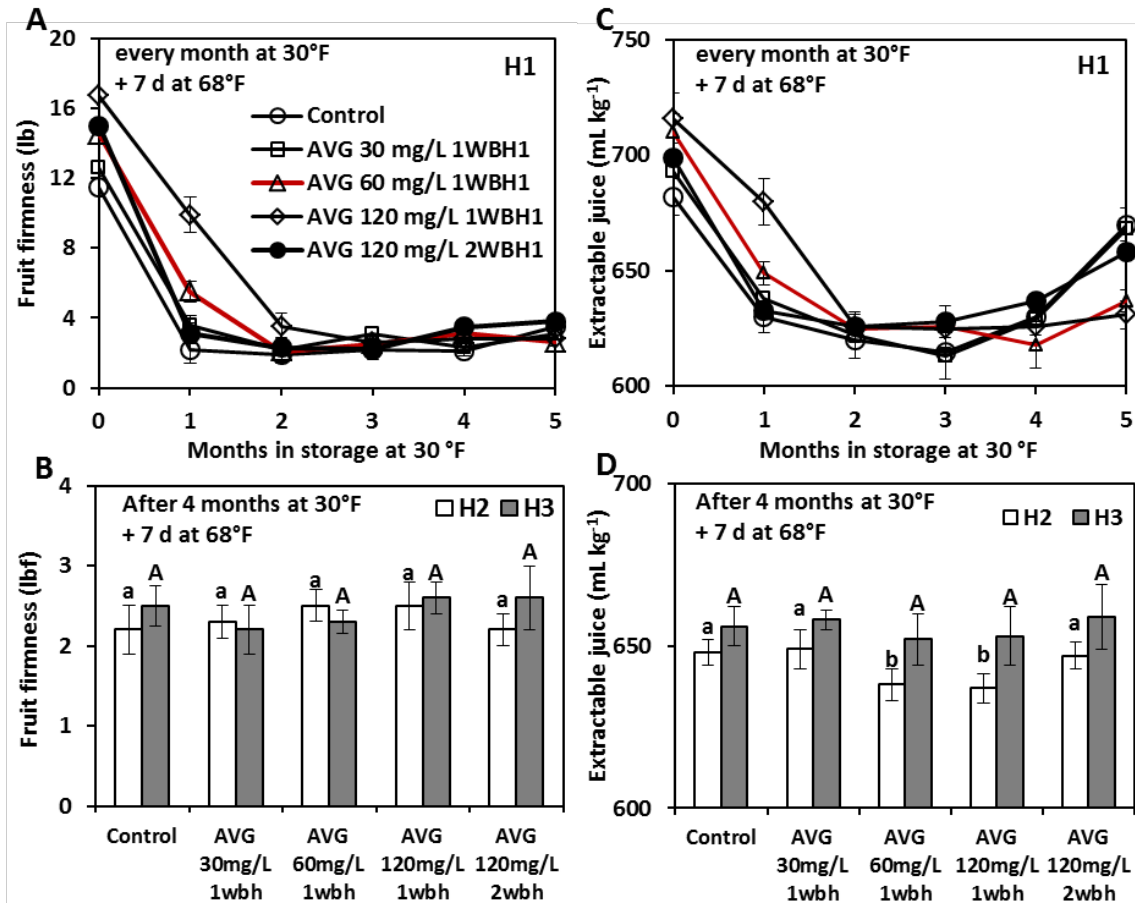 A
Fruit firmness (lb)
20
16
12
8
4
0
every month at 30°F
+ 7 d at 68°F
H1
Control
AVG 30 mg/L 1WBH1
AVG 60 mg/L 1WBH1
AVG 120 mg/L 1WBH1
AVG 120 mg/L 2WBH1
0 1 2 3 4 5
Months in storage at 30 °F
C
Extractable juice (mL kg-1)
750
700
650
600
every month at 30°F
+ 7 d at 68°F
H1
0 1 2 3 4 5
Months in storage at 30 °F
B
Fruit firmness (lbf)
4
3
2
1
0
After 4 months at 30°F
+ 7 d at 68°F
H2 H3
a A a A a A a A a A
Control AVG AVG AVG AVG
30mg/L 60mg/L 120mg/L 120mg/L
1wbh 1wbh 1wbh 2wbh
D
Extractable juice (mL kg-1)
700
650
600
After 4 months at 30°F
+ 7 d at 68°F
H2 H3
a A a A b A b A a A
Control AVG AVG AVG AVG
30mg/L 60mg/L 120mg/L 120mg/L
1wbh 1wbh 1wbh 2wbh